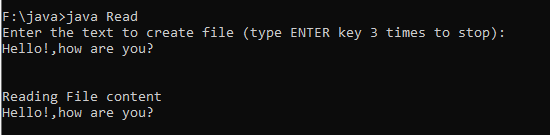 F:\java>java Read
Enter the text to create file (type ENTER key 3 times to stop):
Hello!,how are you?
Reading File content
Hello!,how are you?